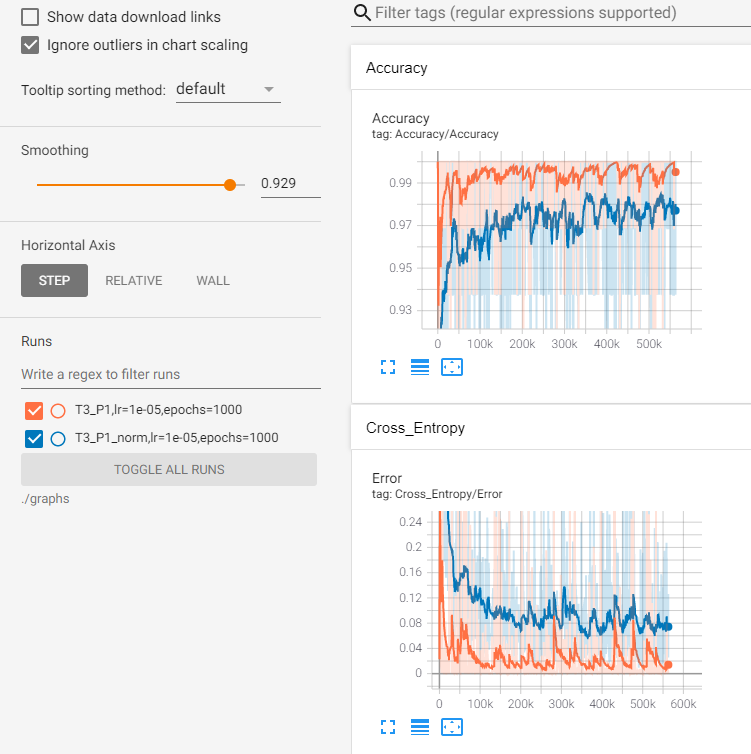 Show data download links
Ignore outliers in chart scaling
Tooltip sorting method: default
Smoothing
0.929
Horizontal Axis
STEP RELATIVE WALL
Runs
Write a regex to filter runs
T3_P1,lr=1e-05,epochs=1000
T3_P1_norm,lr=1e-05,epochs=1000
TOGGLE ALL RUNS
./graphs
Filter tags (regular expressions supported)
Accuracy
Accuracy
tag: Accuracy/Accuracy
0.99
0.97
0.95
0.93
0 100k 200k 300k 400k 500k
Cross_Entropy
Error
tag: Cross_Entropy/Error
0.24
0.2
0.16
0.12
0.08
0.04
0
0 100k 200k 300k 400k 500k 600k